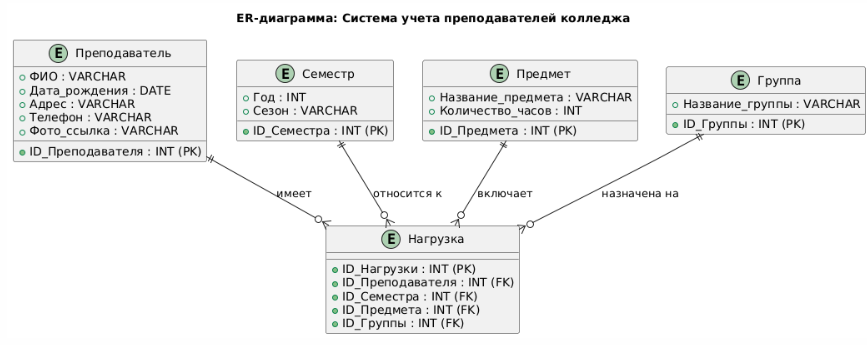 ER-диаграмма: Система учета преподавателей колледжа
E Преподаватель
ФИО : VARCHAR
Дата_рождения : DATE
Адрес : VARCHAR
Телефон : VARCHAR
Фото_ссылка : VARCHAR
ID_Преподавателя : INT (PK)
E Семестр
Год : INT
Сезон : VARCHAR
ID_Семестра : INT (PK)
E Предмет
Название_предмета : VARCHAR
Количество_часов : INT
ID_Предмета : INT (PK)
E Группа
Название_группы : VARCHAR
ID_Группы : INT (PK)
имеет
относится к
включает
назначена на
E Нагрузка
ID_Нагрузки : INT (PK)
ID_Преподавателя : INT (FK)
ID_Семестра : INT (FK)
ID_Предмета : INT (FK)
ID_Группы : INT (FK)